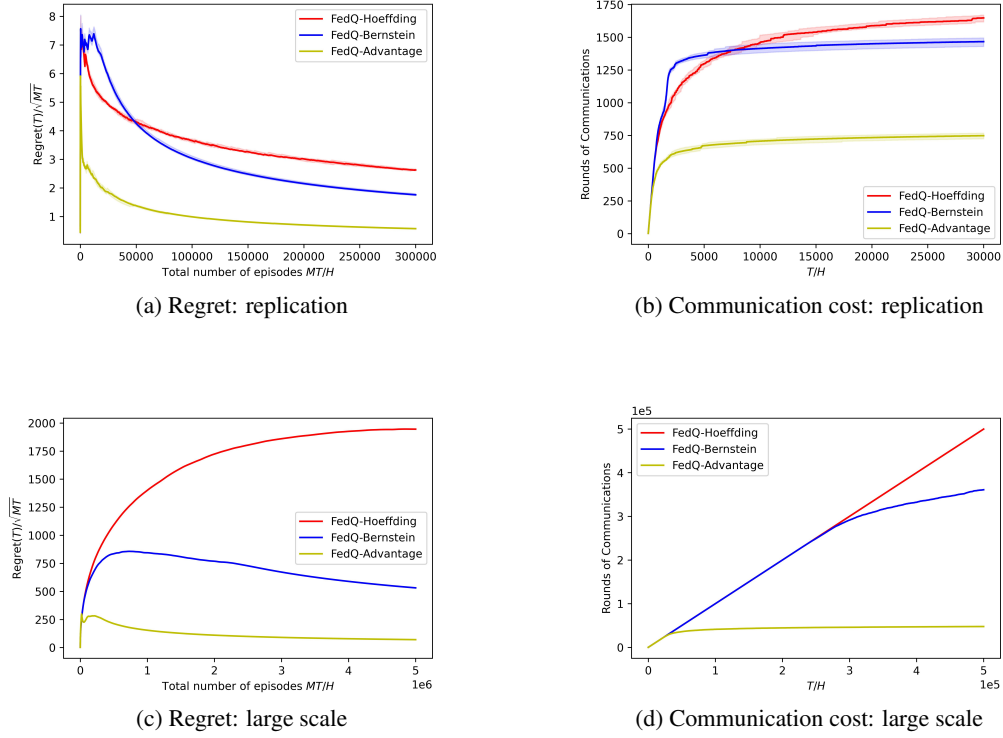 8
7
6
5
4
3
2
1
Regret(T)/√MT
FedQ-Hoeffding
FedQ-Bernstein
FedQ-Advantage
0 50000 100000 150000 200000 250000 300000
Total number of episodes MT/H
(a) Regret: replication
1750
1500
1250
1000
750
500
250
0
Rounds of Communications
FedQ-Hoeffding
FedQ-Bernstein
FedQ-Advantage
0 5000 10000 15000 20000 25000 30000
T/H
(b) Communication cost: replication
2000
1750
1500
1250
1000
750
500
250
0
Regret(T)/√MT
FedQ-Hoeffding
FedQ-Bernstein
FedQ-Advantage
0 1 2 3 4 5
1e6
Total number of episodes MT/H
(c) Regret: large scale
1e5
5
4
3
2
1
0
Rounds of Communications
FedQ-Hoeffding
FedQ-Bernstein
FedQ-Advantage
0 1 2 3 4 5
1e5
T/H
(d) Communication cost: large scale